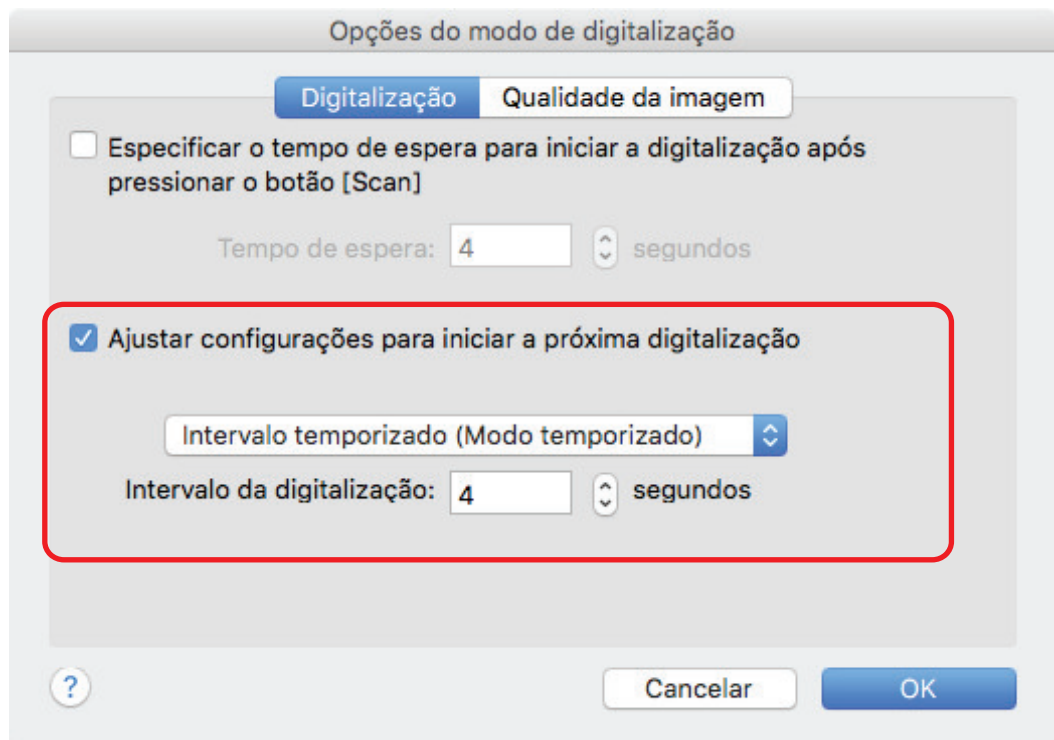 Opções do modo de digitalização
Digitalização Qualidade da imagem
Especificar o tempo de espera para iniciar a digitalização após
pressionar o botão [Scan]
Tempo de espera: 4 segundos
Ajustar configurações para iniciar a próxima digitalização
Intervalo temporizado (Modo temporizado)
Intervalo da digitalização: 4 segundos
? Cancelar OK